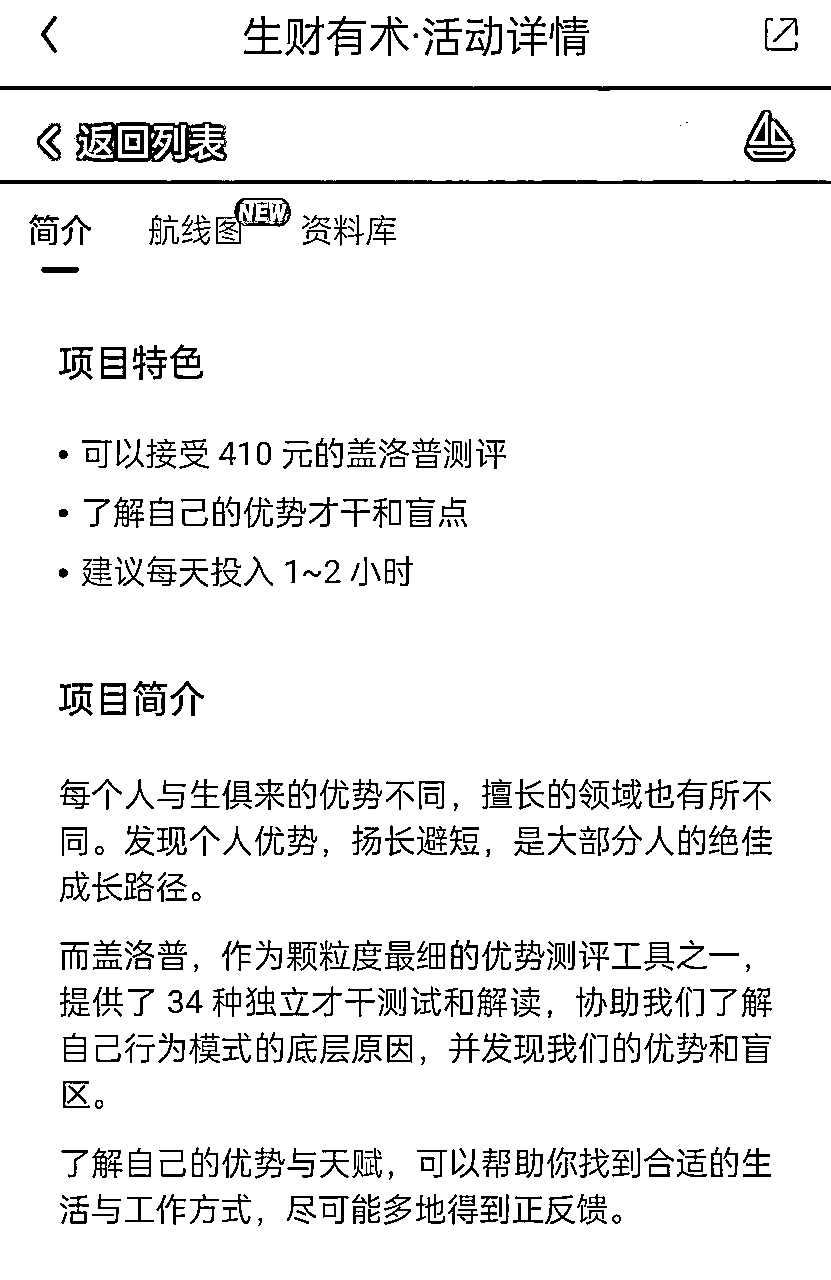 生财有术·活动详情
返回列表
简介 航线图 NEW 资料库
项目特色
• 可以接受 410 元的盖洛普测评
• 了解自己的优势才干和盲点
• 建议每天投入 1~2 小时
项目简介
每个人与生俱来的优势不同，擅长的领域也有所不
同。发现个人优势，扬长避短，是大部分人的绝佳
成长路径。
而盖洛普，作为颗粒度最细的优势测评工具之一，
提供了 34 种独立才干测试和解读，协助我们了解
自己行为模式的底层原因，并发现我们的优势和盲
区。
了解自己的优势与天赋，可以帮助你找到合适的生
活与工作方式，尽可能多地得到正反馈。